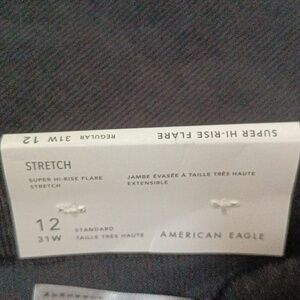 SUPER HI-RISE FLARE
REGULAR 31W 12
STRETCH
SUPER HI-RISE FLARE
STRETCH
JAMBE ÉVASÉE À TAILLE TRÈS HAUTE
EXTENSIBLE
12
31W
STANDARD
TAILLE TRÈS HAUTE
AMERICAN EAGLE